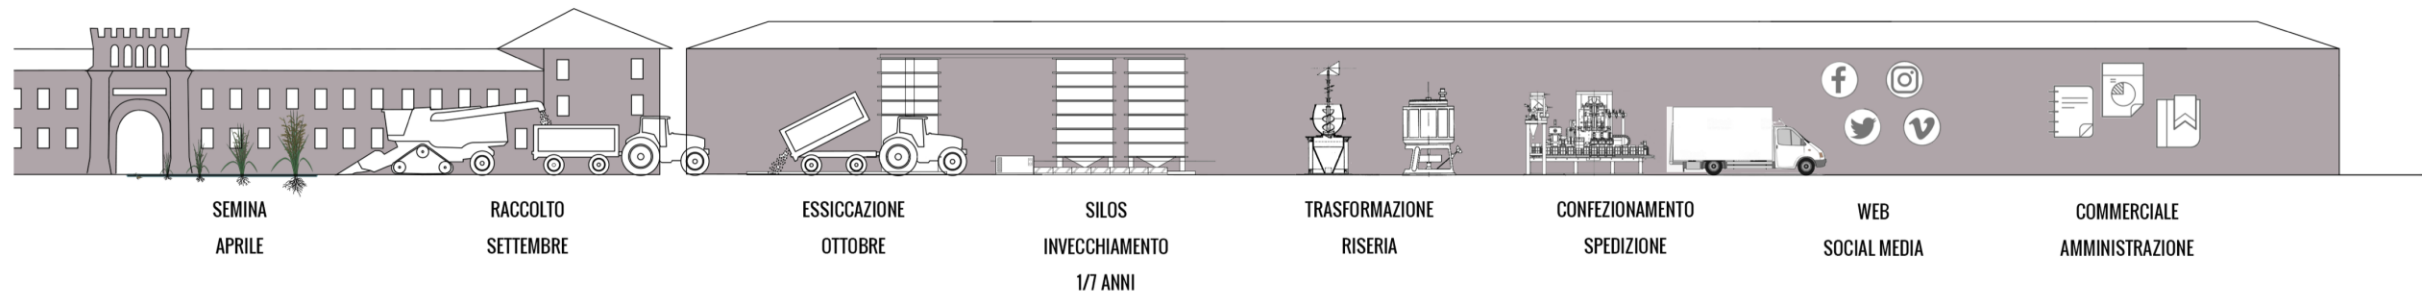 SEMINA
APRILE
RACCOLTO
SETTEMBRE
ESSICCAZIONE
OTTOBRE
SILOS
INVECCHIAMENTO
1/7 ANNI
TRASFORMAZIONE
RISERIA
CONFEZIONAMENTO
SPEDIZIONE
WEB
SOCIAL MEDIA
COMMERCIALE
AMMINISTRAZIONE